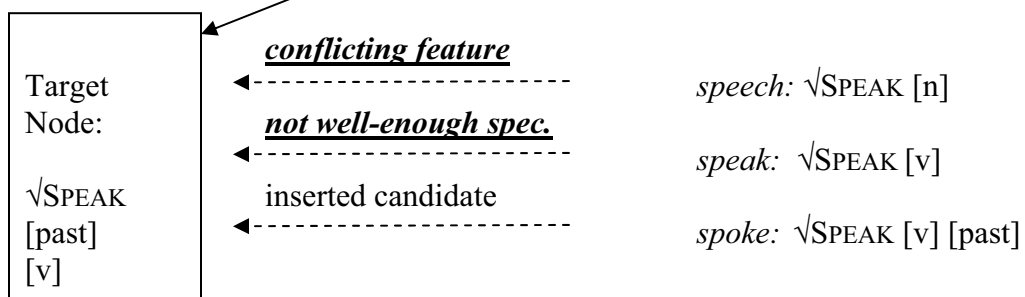 conflicting feature
Target
Node:
speech: √SPEAK [n]
not well-enough spec.
speak: √SPEAK [v]
√SPEAK
[past]
[v]
inserted candidate
spoke: √SPEAK [v] [past]